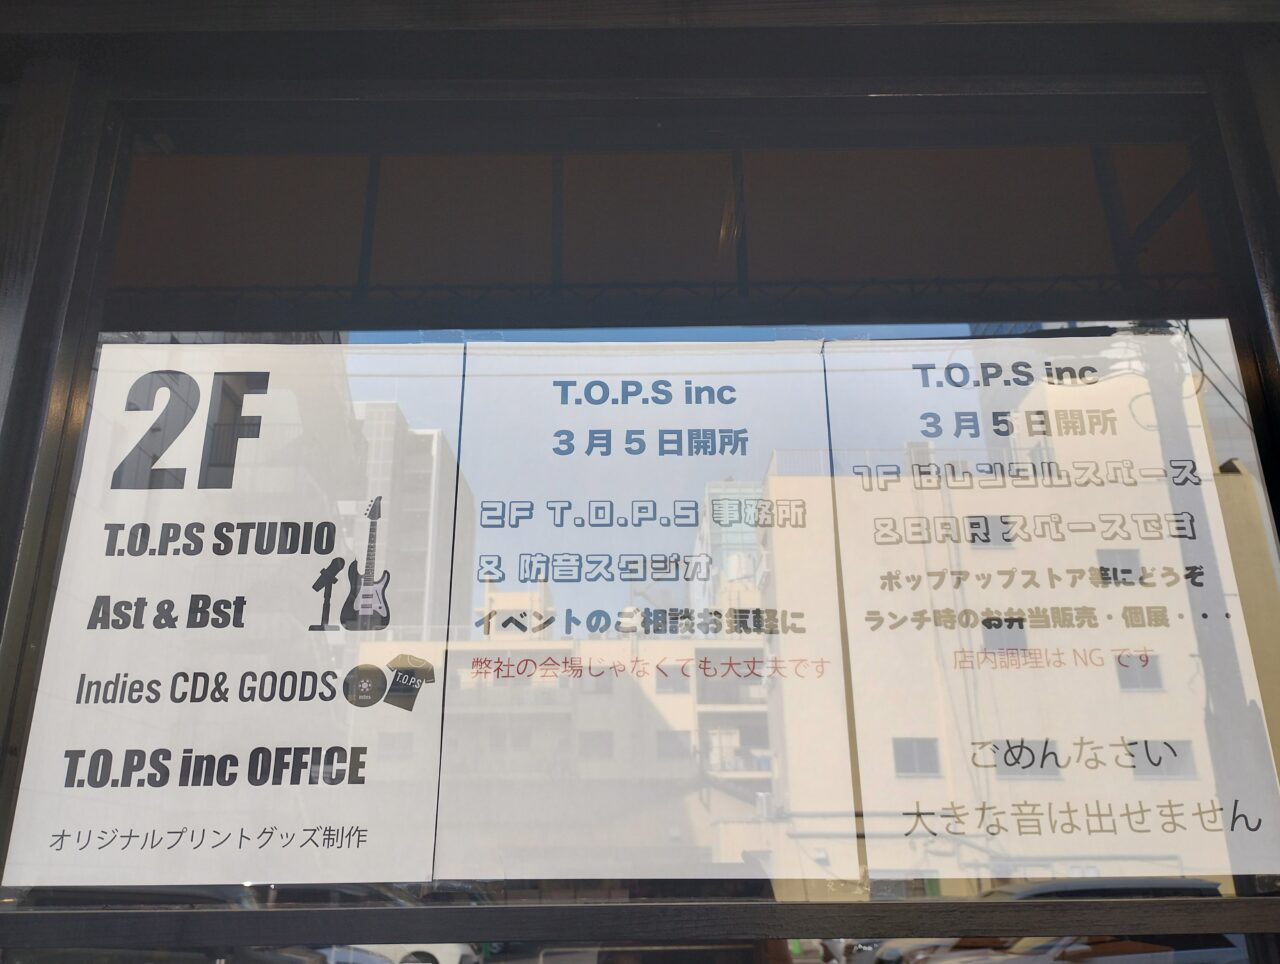 2F
T.O.P.S STUDIO
Ast & Bst
Indies CD& GOODS
T.O.P.S
T.O.P.S inc OFFICE
オリジナルプリントグッズ制作
T.O.P.S inc
3月5日開所
2F T.O.P.S 事務所
& 防音スタジオ
イベントのご相談お気軽に
弊社の会場じゃなくても大丈夫です
T.O.P.S inc
3月5日開所
1F はレンタルスペース
&BAR スペースです
ポップアップストア等にどうぞ
ランチ時のお弁当販売・個展・・・
店内調理は NG です
ごめんなさい
大きな音は出せません